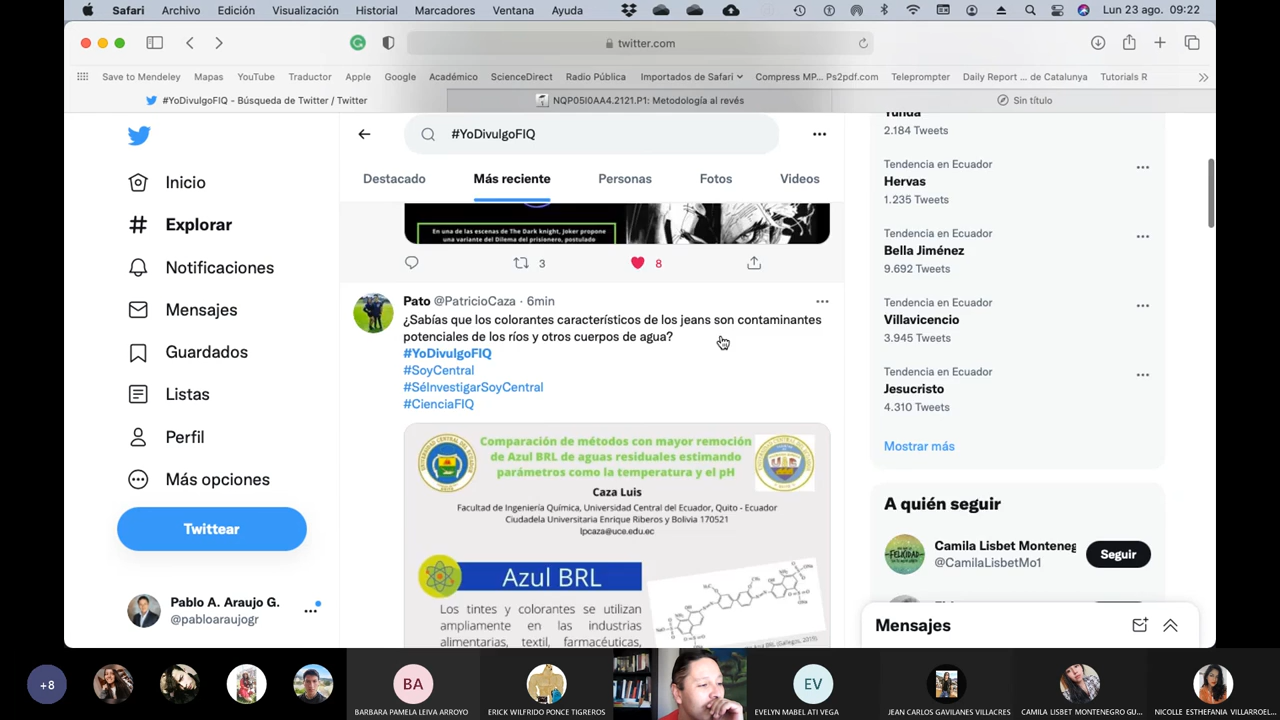 Safari Archivo Edición Visualización Historial Marcadores Ventana Ayuda Lun 23 ago. 09:22
twitter.com
Save to Mendeley Mapas YouTube Traductor Apple Google Académico ScienceDirect Radio Pública Importados de Safari Compress MP... Ps2pdf.com Teleprompter Daily Report ... de Catalunya Tutorials R
#YoDivulgoFIQ - Búsqueda de Twitter / Twitter NQP05I0AA4.2121.P1: Metodología al revés Sin título
#YoDivulgoFIQ
Destacado Más reciente Personas Fotos Videos
Inicio
Explorar
Notificaciones
Mensajes
Guardados
Listas
Perfil
Más opciones
Twittear
Pablo A. Araujo G.
@pabloaraujogr
En una de las escenas de The Dark knight, Joker propone
una variante del Dilema del prisionero, postulado
3 8
Pato @PatricioCaza · 6min
¿Sabías que los colorantes característicos de los jeans son contaminantes
potenciales de los ríos y otros cuerpos de agua?
#YoDivulgoFIQ
#SoyCentral
#SéInvestigarSoyCentral
#CienciaFIQ
Comparación de métodos con mayor remoción
de Azul BRL de aguas residuales estimando
parámetros como la temperatura y el pH
Caza Luis
Facultad de Ingeniería Química, Universidad Central del Ecuador, Quito - Ecuador
Ciudadela Universitaria Enrique Riberos y Bolivia 170521
lpcaza@uce.edu.ec
Azul BRL
Los tintes y colorantes se utilizan
ampliamente en las industrias
alimentarias, textil, farmacéuticas,
Yunda
2.184 Tweets
Tendencia en Ecuador
Hervas
1.235 Tweets
Tendencia en Ecuador
Bella Jiménez
9.692 Tweets
Tendencia en Ecuador
Villavicencio
3.945 Tweets
Tendencia en Ecuador
Jesucristo
4.310 Tweets
Mostrar más
A quién seguir
Camila Lisbet Monteneg
@CamilaLisbetMo1
Seguir
Mensajes
+8 BA EV
BARBARA PAMELA LEIVA ARROYO ERICK WILFRIDO PONCE TIGREROS EVELYN MABEL ATI VEGA JEAN CARLOS GAVILANES VILLACRES CAMILA LISBET MONTENEGRO GU... NICOLE ESTHEFANIA VILLARROEL...